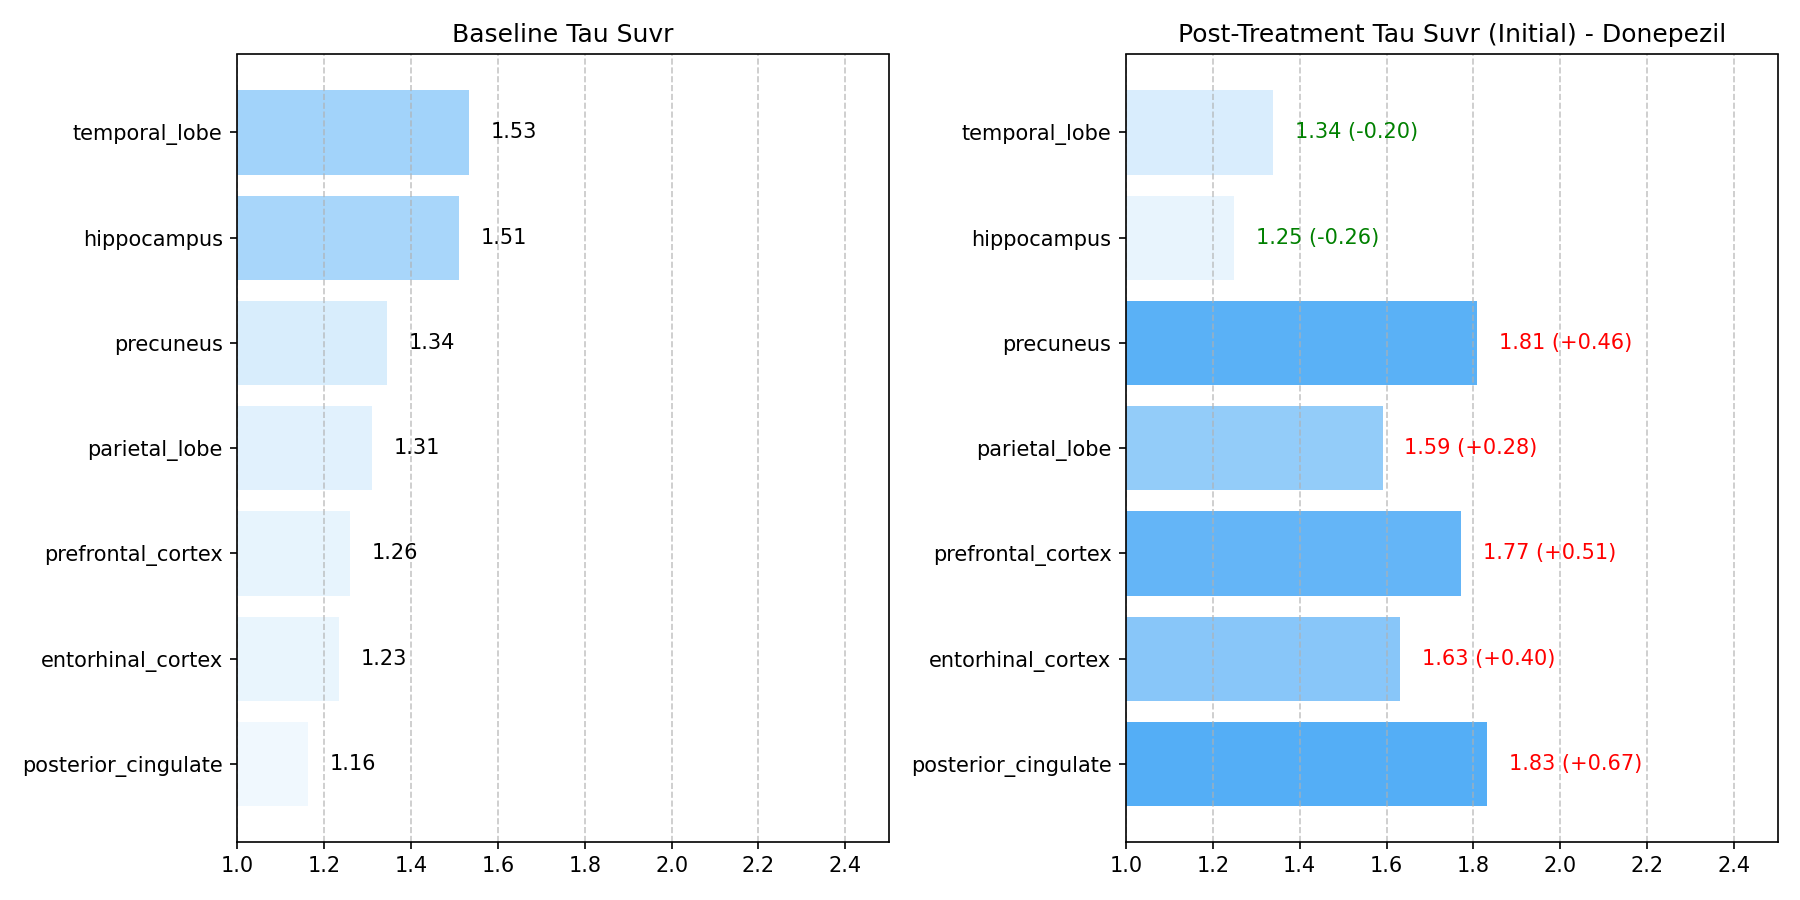 Baseline Tau Suvr
temporal_lobe
1.53
hippocampus
1.51
precuneus
1.34
parietal_lobe
1.31
prefrontal_cortex
1.26
entorhinal_cortex
1.23
posterior_cingulate
1.16
1.0 1.2 1.4 1.6 1.8 2.0 2.2 2.4
Post-Treatment Tau Suvr (Initial) - Donepezil
temporal_lobe
1.34 (-0.20)
hippocampus
1.25 (-0.26)
precuneus
1.81 (+0.46)
parietal_lobe
1.59 (+0.28)
prefrontal_cortex
1.77 (+0.51)
entorhinal_cortex
1.63 (+0.40)
posterior_cingulate
1.83 (+0.67)
1.0 1.2 1.4 1.6 1.8 2.0 2.2 2.4